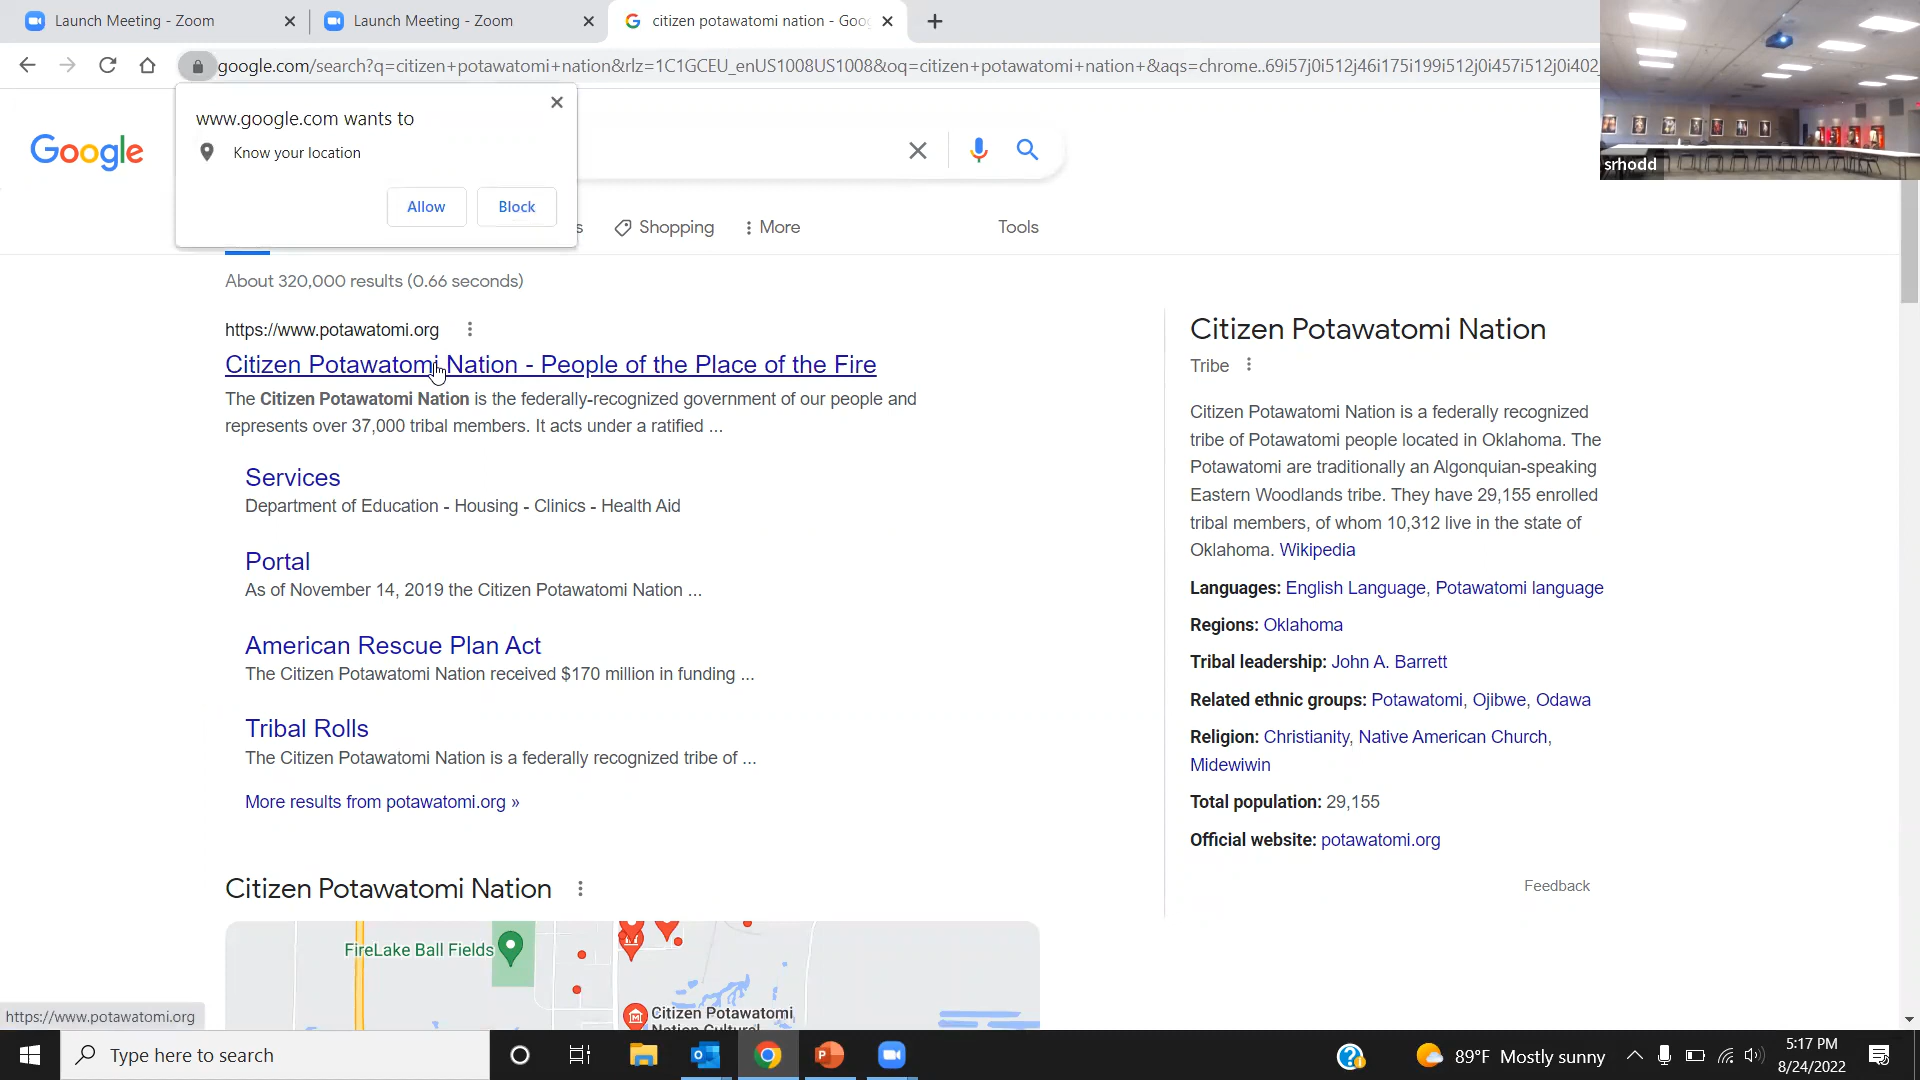 Launch Meeting - Zoom
Launch Meeting - Zoom
citizen potawatomi nation - Goo
google.com/search?q=citizen+potawatomi+nation&rlz=1C1GCEU_enUS1008US1008&oq=citizen+potawatomi+nation+&aqs=chrome..69i57j0i512j46i175i199i512j0i457i512j0i402
www.google.com wants to
Know your location
Allow
Block
Google
srhodd
s
Shopping
More
Tools
About 320,000 results (0.66 seconds)
https://www.potawatomi.org
Citizen Potawatomi Nation - People of the Place of the Fire
The Citizen Potawatomi Nation is the federally-recognized government of our people and
represents over 37,000 tribal members. It acts under a ratified ...
Services
Department of Education - Housing - Clinics - Health Aid
Portal
As of November 14, 2019 the Citizen Potawatomi Nation ...
American Rescue Plan Act
The Citizen Potawatomi Nation received $170 million in funding ...
Tribal Rolls
The Citizen Potawatomi Nation is a federally recognized tribe of ...
More results from potawatomi.org »
Citizen Potawatomi Nation
FireLake Ball Fields
Citizen Potawatomi
Nation Cultural
Citizen Potawatomi Nation
Tribe
Citizen Potawatomi Nation is a federally recognized
tribe of Potawatomi people located in Oklahoma. The
Potawatomi are traditionally an Algonquian-speaking
Eastern Woodlands tribe. They have 29,155 enrolled
tribal members, of whom 10,312 live in the state of
Oklahoma. Wikipedia
Languages: English Language, Potawatomi language
Regions: Oklahoma
Tribal leadership: John A. Barrett
Related ethnic groups: Potawatomi, Ojibwe, Odawa
Religion: Christianity, Native American Church,
Midewiwin
Total population: 29,155
Official website: potawatomi.org
Feedback
https://www.potawatomi.org
Type here to search
89°F Mostly sunny
5:17 PM
8/24/2022